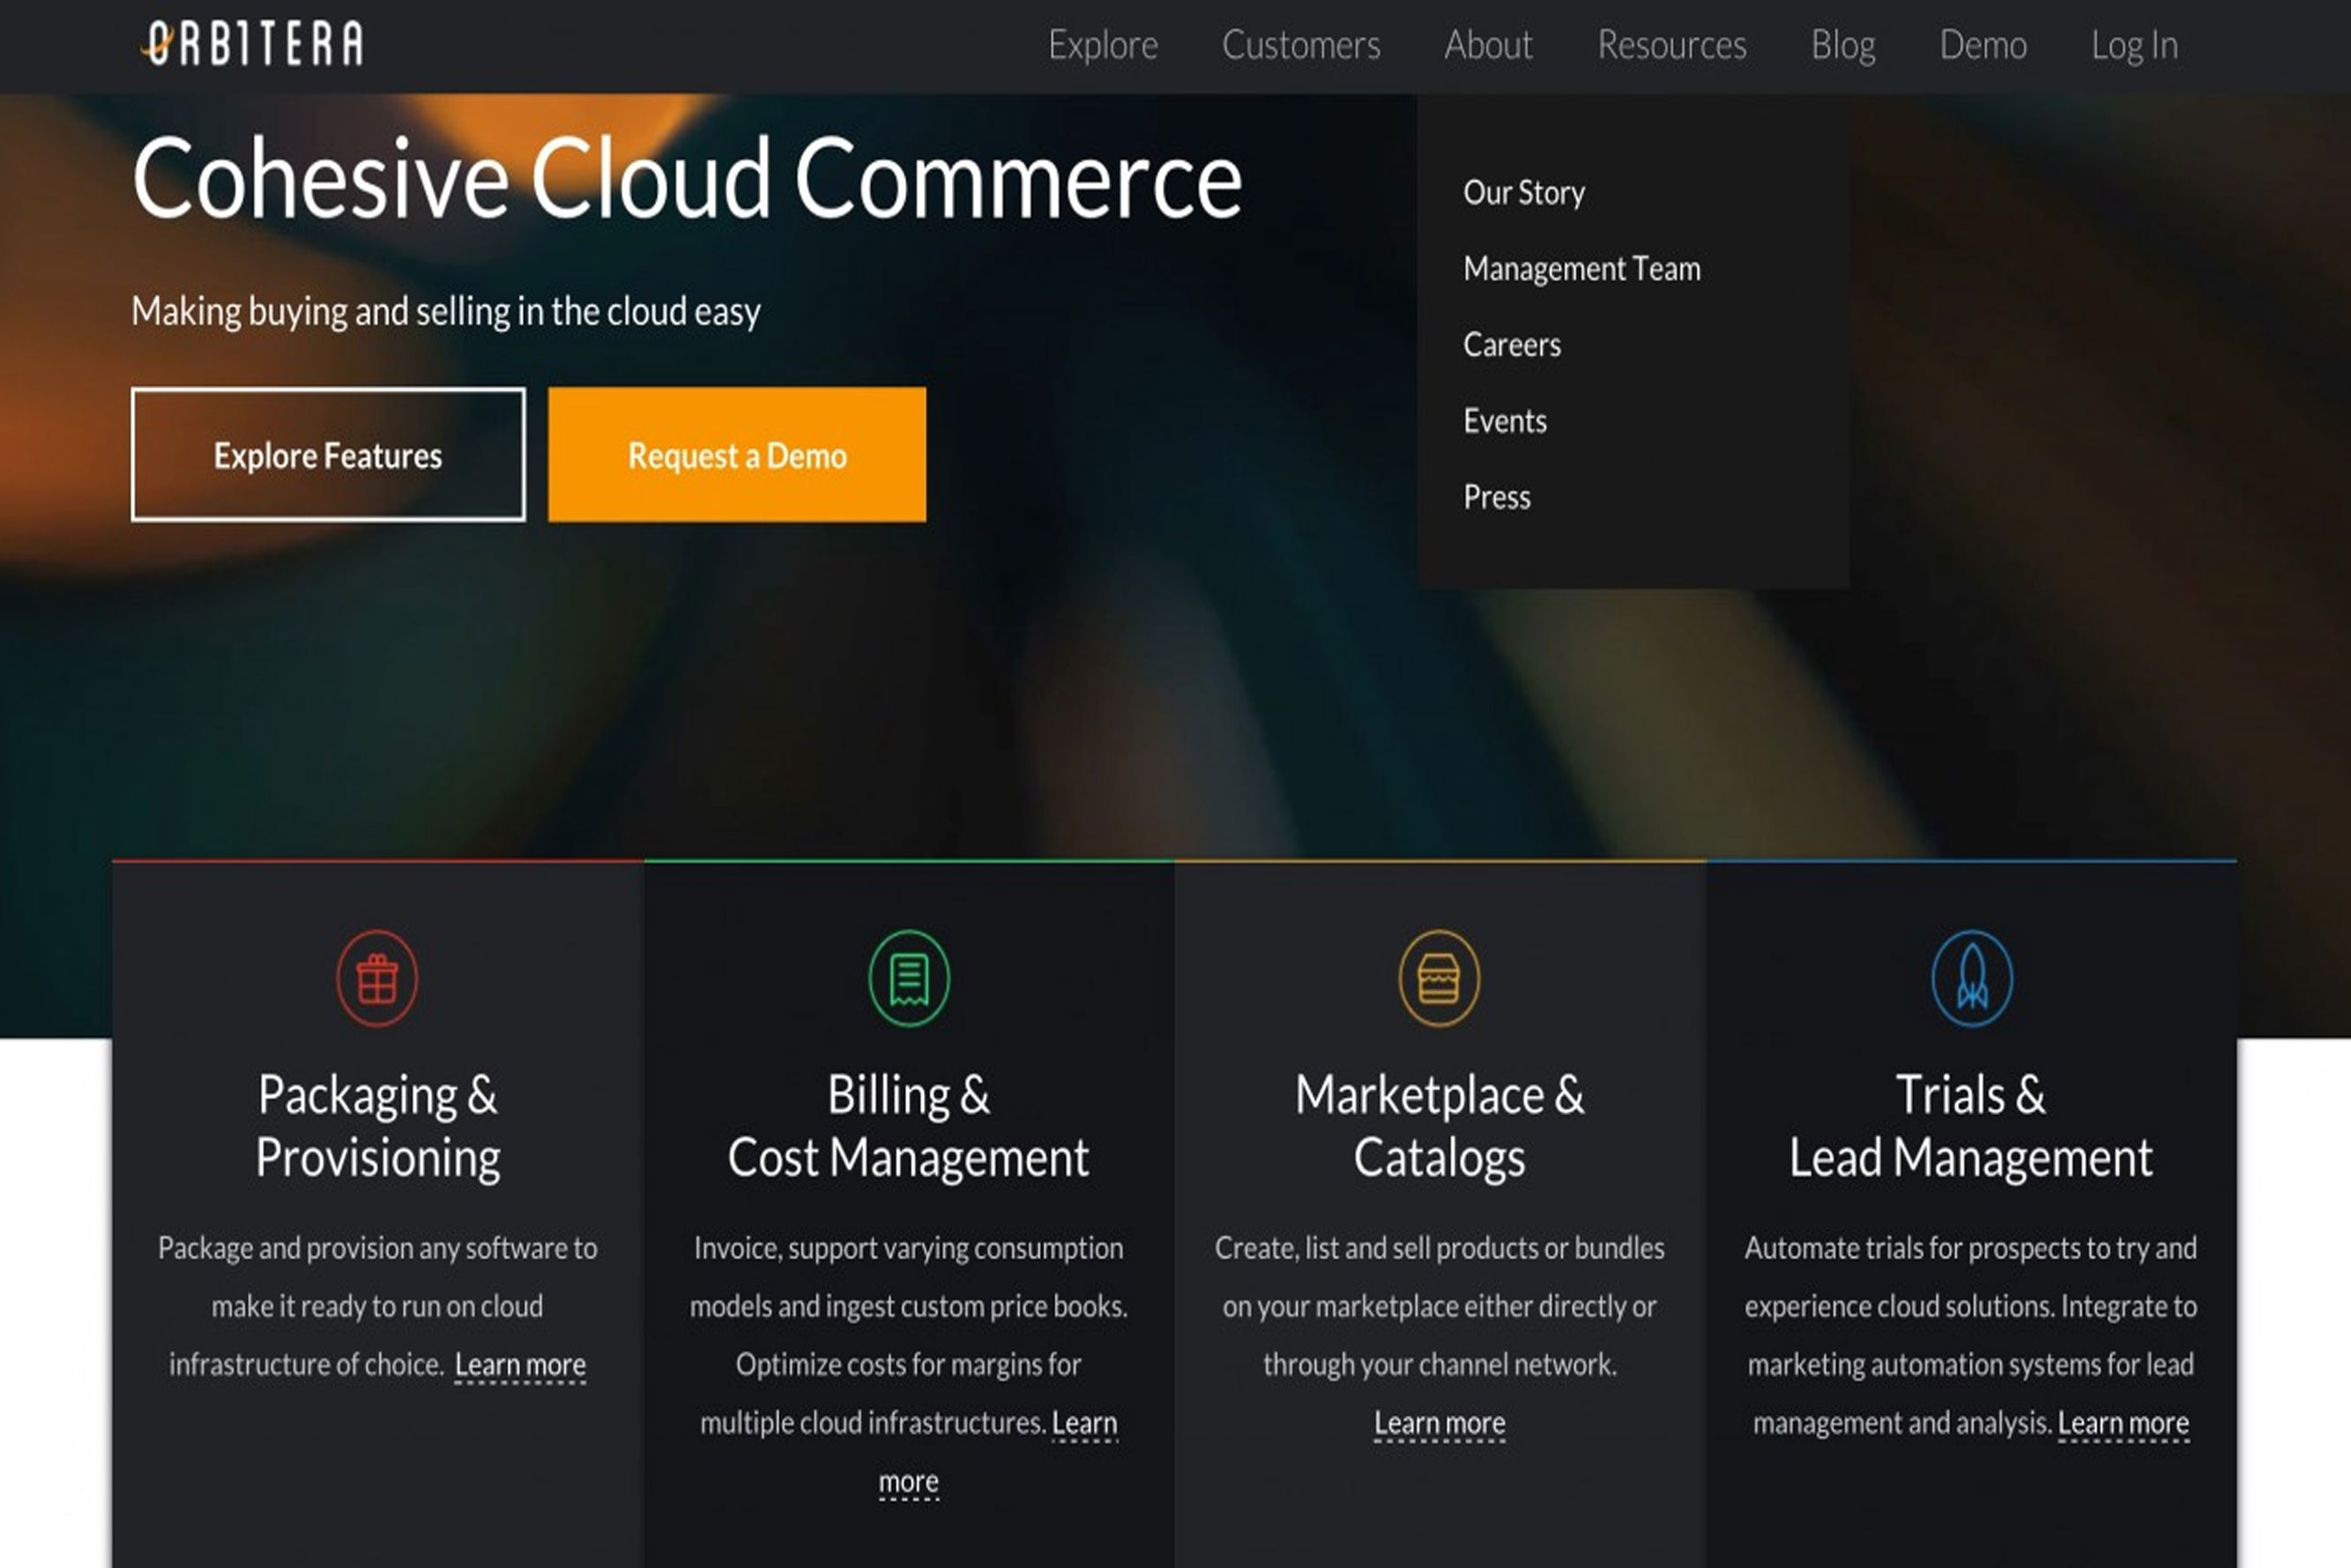 ORBITERA
Explore Customers About Resources Blog Demo Log In
Cohesive Cloud Commerce
Making buying and selling in the cloud easy
Explore Features
Request a Demo
Our Story
Management Team
Careers
Events
Press
Packaging &
Provisioning
Package and provision any software to
make it ready to run on cloud
infrastructure of choice. Learn more
Billing &
Cost Management
Invoice, support varying consumption
models and ingest custom price books.
Optimize costs for margins for
multiple cloud infrastructures. Learn
more
Marketplace &
Catalogs
Create, list and sell products or bundles
on your marketplace either directly or
through your channel network.
Learn more
Trials &
Lead Management
Automate trials for prospects to try and
experience cloud solutions. Integrate to
marketing automation systems for lead
management and analysis. Learn more